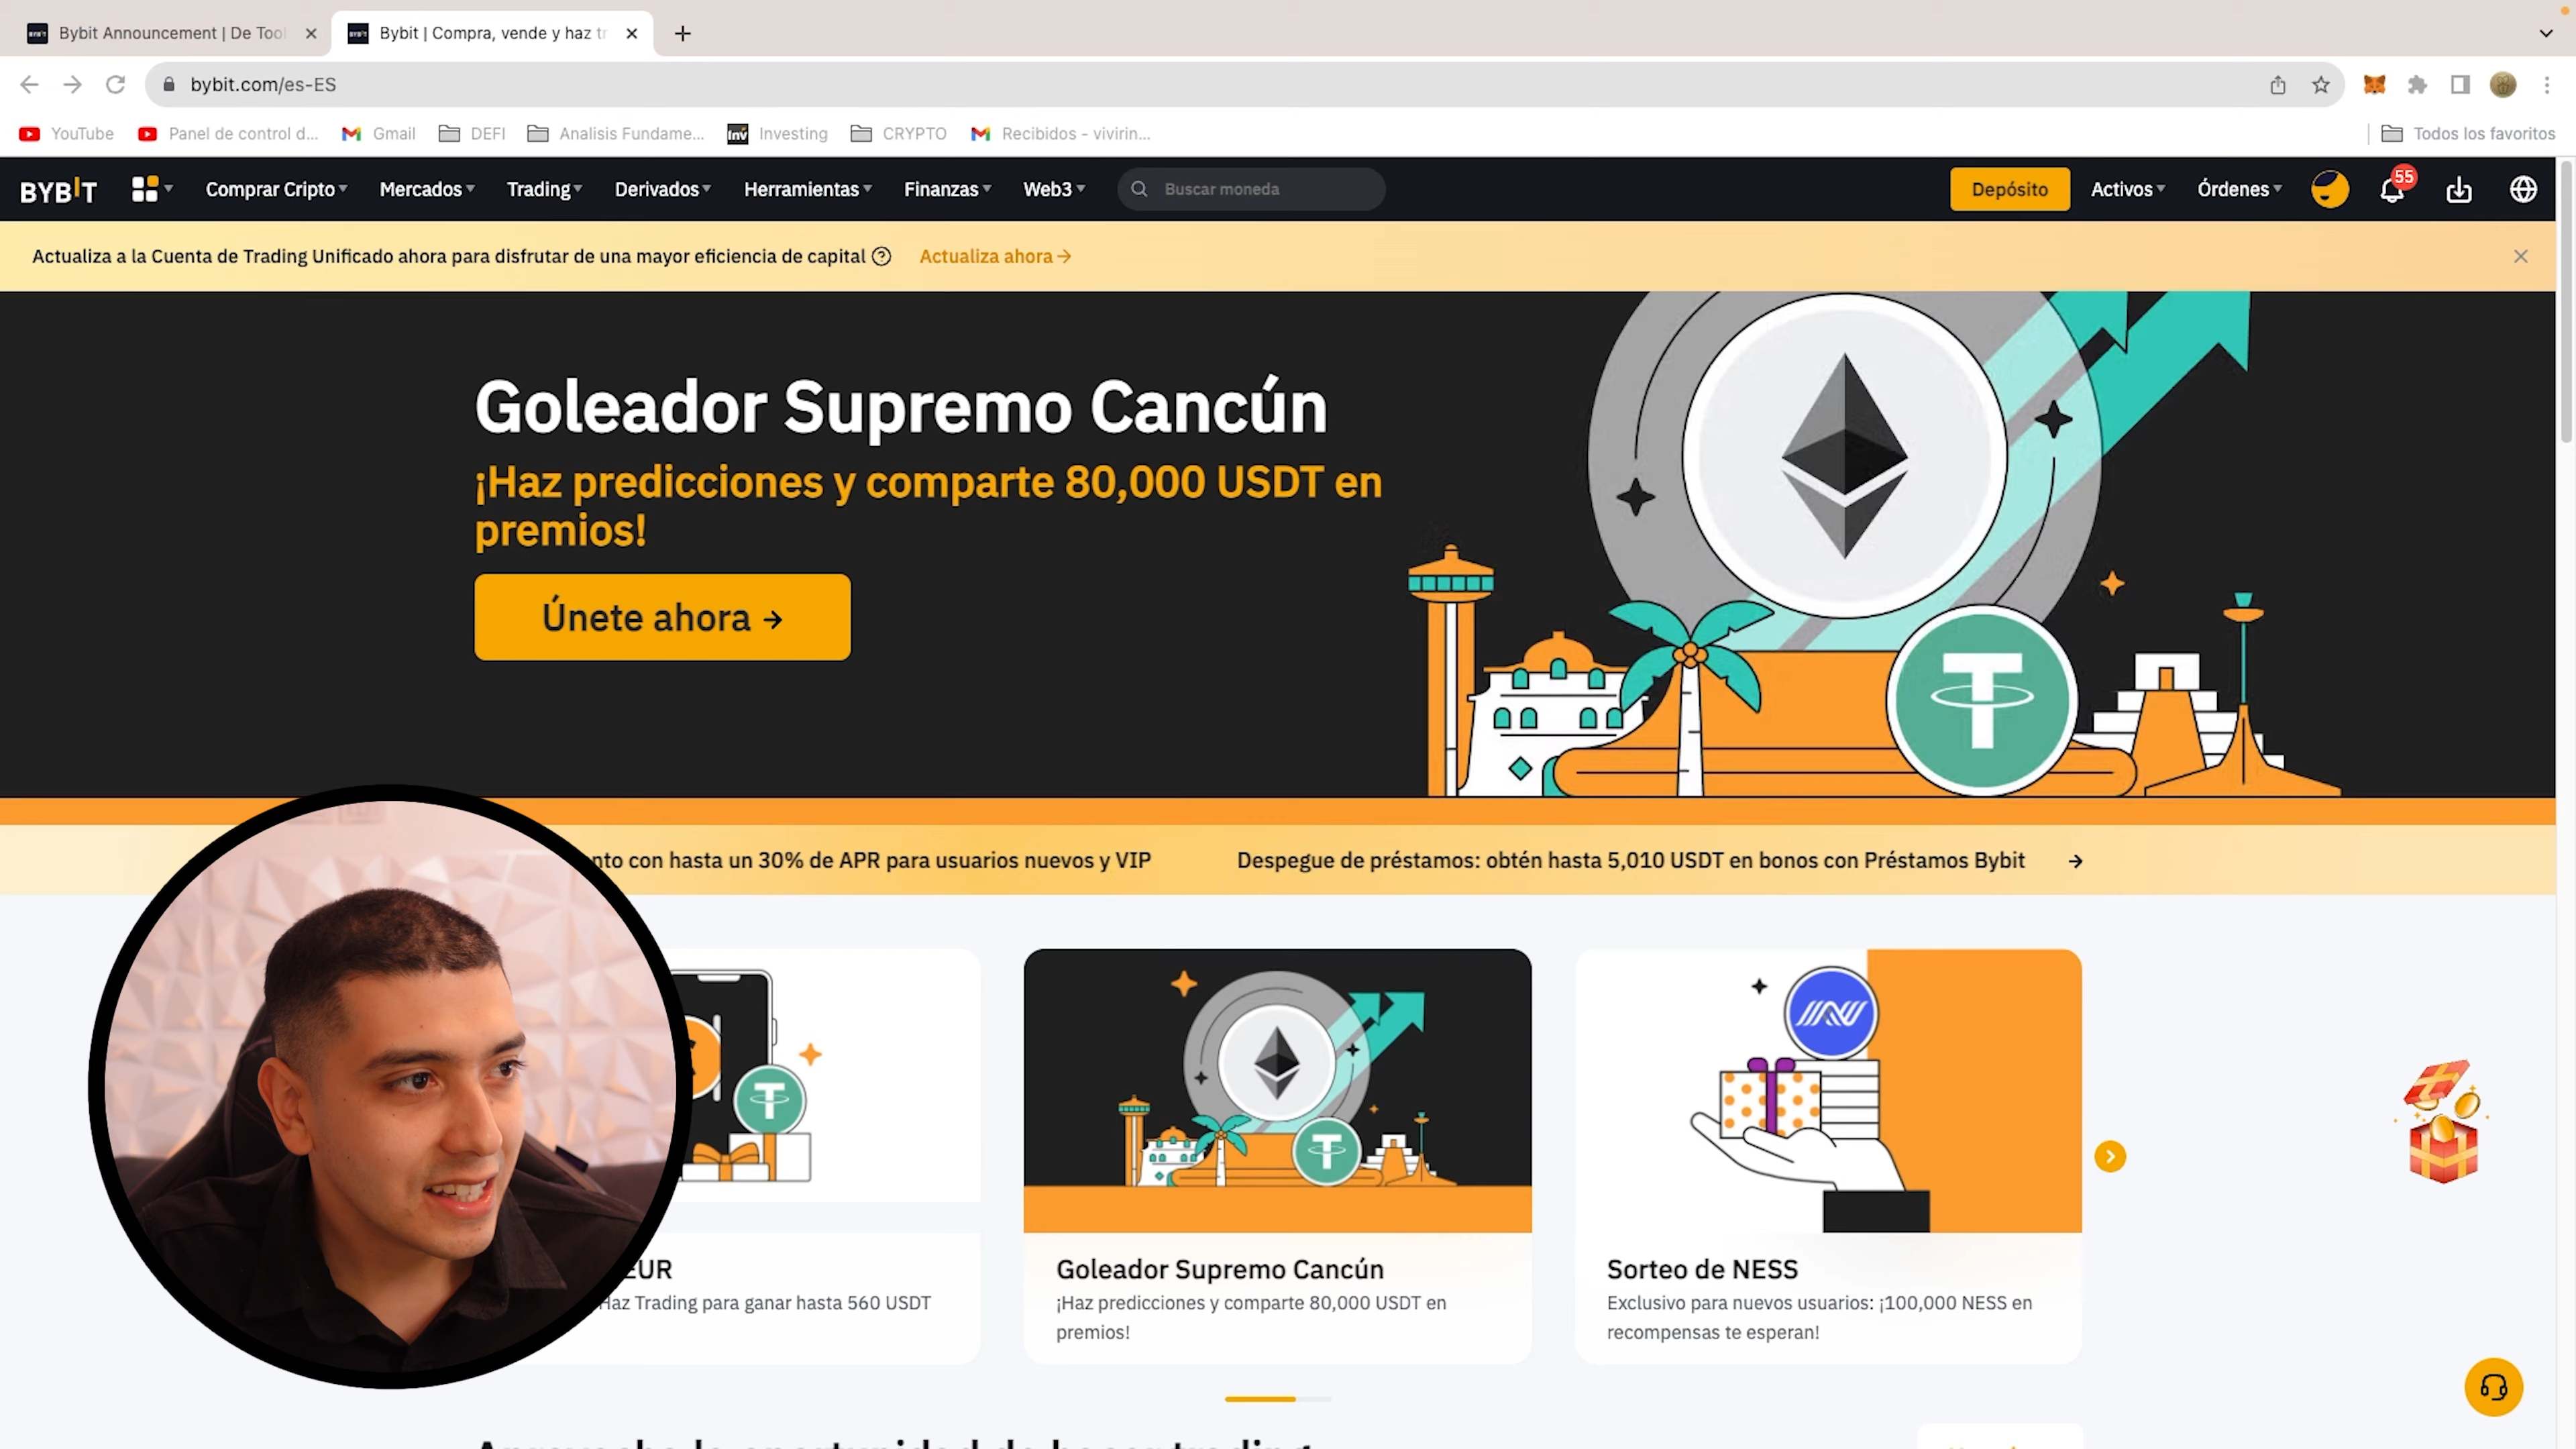 Bybit Announcement | De Tool
Bybit | Compra, vende y haz tr
bybit.com/es-ES
YouTube
Panel de control d...
Gmail
DEFI
Analisis Fundame...
Inv
Investing
CRYPTO
Recibidos - vivirin...
Todos los favoritos
BYBIT
Comprar Cripto
Mercados
Trading
Derivados
Herramientas
Finanzas
Web3
Buscar moneda
Depósito
Activos
Órdenes
55
Actualiza a la Cuenta de Trading Unificado ahora para disfrutar de una mayor eficiencia de capital
Actualiza ahora →
Goleador Supremo Cancún
¡Haz predicciones y comparte 80,000 USDT en
premios!
Únete ahora →
nto con hasta un 30% de APR para usuarios nuevos y VIP
Despegue de préstamos: obtén hasta 5,010 USDT en bonos con Préstamos Bybit →
EUR
Haz Trading para ganar hasta 560 USDT
Goleador Supremo Cancún
¡Haz predicciones y comparte 80,000 USDT en
premios!
Sorteo de NESS
Exclusivo para nuevos usuarios: ¡100,000 NESS en
recompensas te esperan!